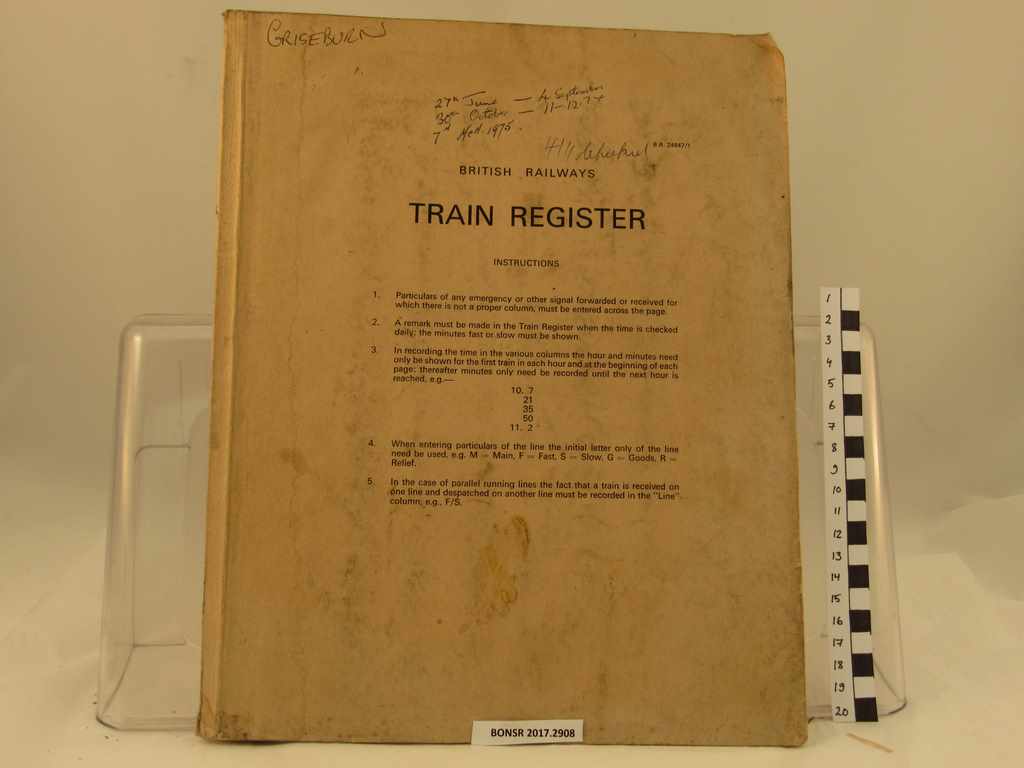 GRISEBURN
27th June — 4 September
30th October — 11-12-74
7th 1975.
B.R. 24847/1
BRITISH RAILWAYS
TRAIN REGISTER
INSTRUCTIONS
1. Particulars of any emergency or other signal forwarded or received for
which there is not a proper column, must be entered across the page.
2. A remark must be made in the Train Register when the time is checked
daily; the minutes fast or slow must be shown.
3. In recording the time in the various columns the hour and minutes need
only be shown for the first train in each hour and at the beginning of each
page: thereafter minutes only need be recorded until the next hour is
reached, e.g.—
10. 7
21
35
50
11. 2
4. When entering particulars of the line the initial letter only of the line
need be used, e.g. M = Main, F = Fast, S = Slow, G = Goods, R =
Relief.
5. In the case of parallel running lines the fact that a train is received on
one line and despatched on another line must be recorded in the "Line"
column, e.g., F/S.
BONSR 2017.2908
1
2
3
4
5
6
7
8
9
10
11
12
13
14
15
16
17
18
19
20